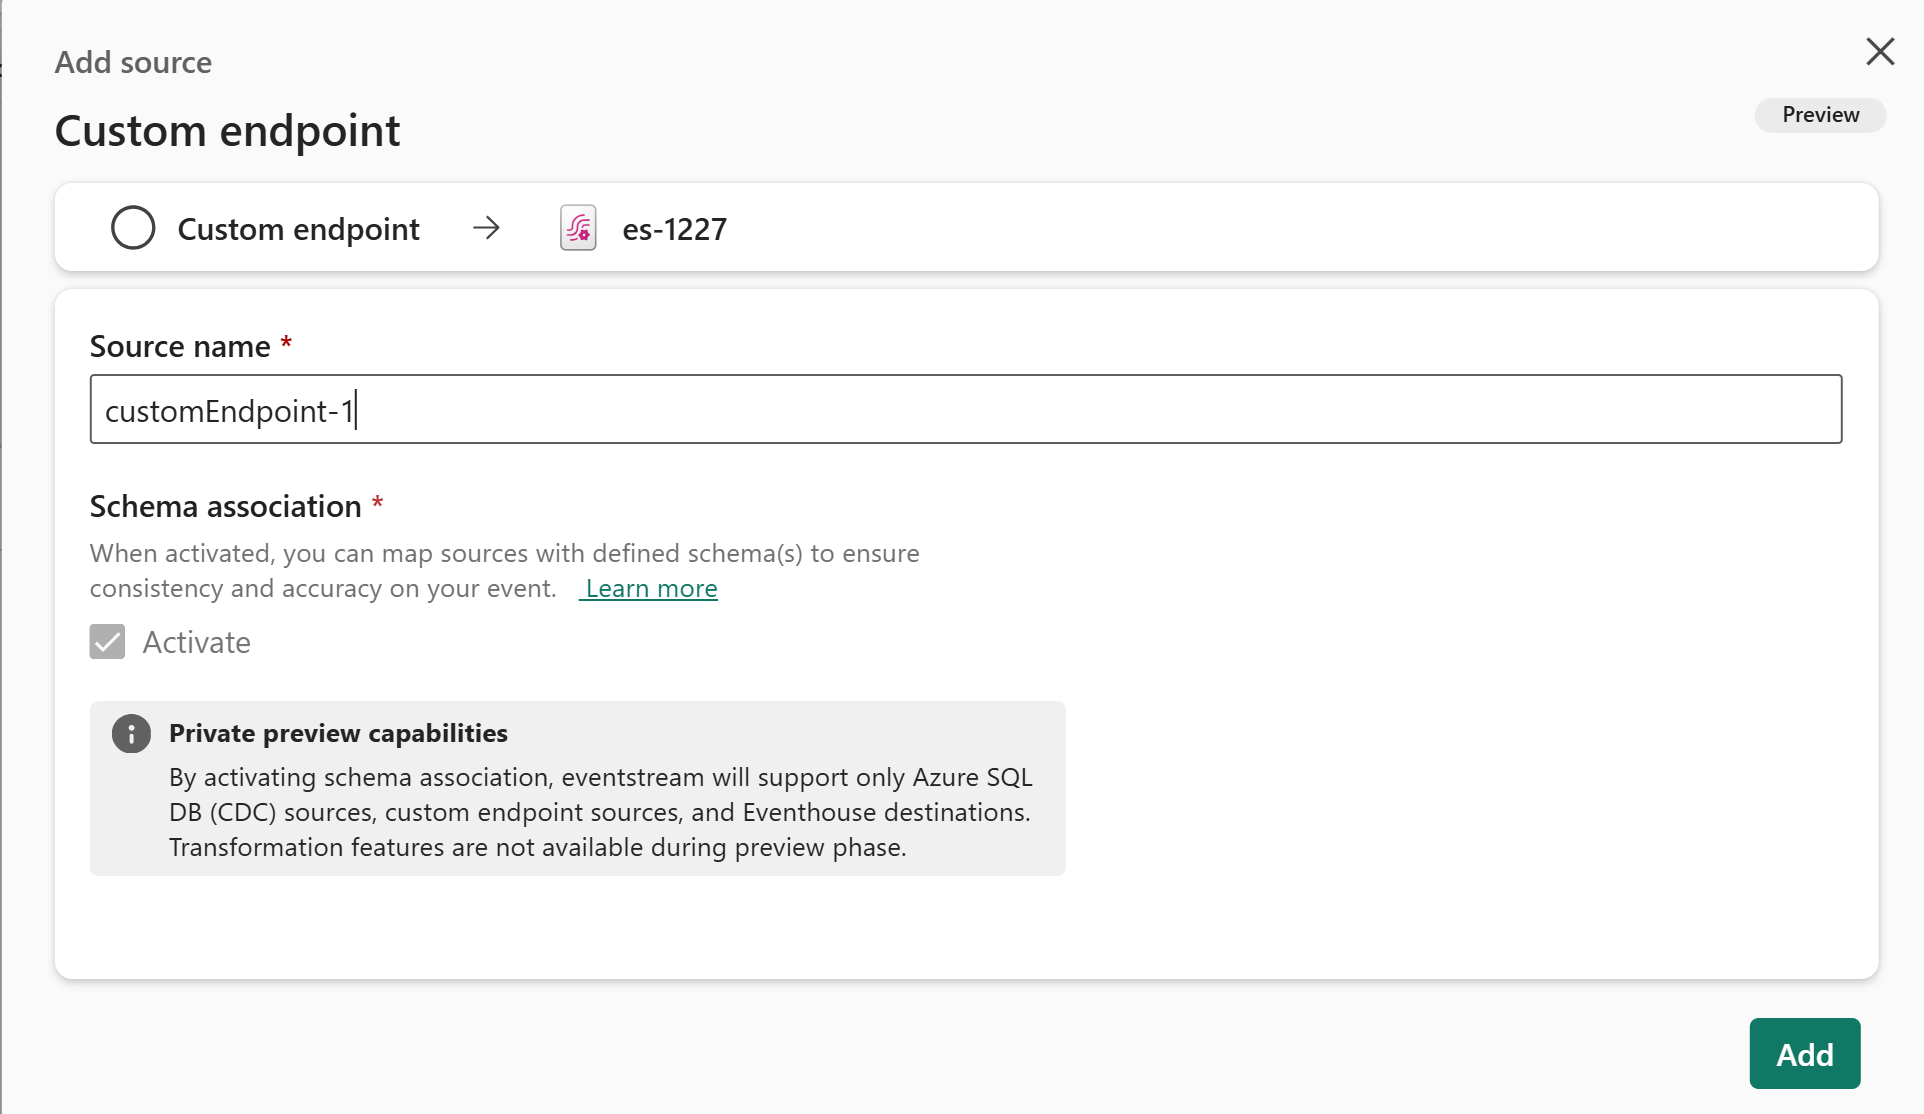 Add source
Custom endpoint
Preview
Custom endpoint → es-1227
Source name *
customEndpoint-1
Schema association *
When activated, you can map sources with defined schema(s) to ensure
consistency and accuracy on your event. Learn more
Activate
Private preview capabilities
By activating schema association, eventstream will support only Azure SQL
DB (CDC) sources, custom endpoint sources, and Eventhouse destinations.
Transformation features are not available during preview phase.
Add